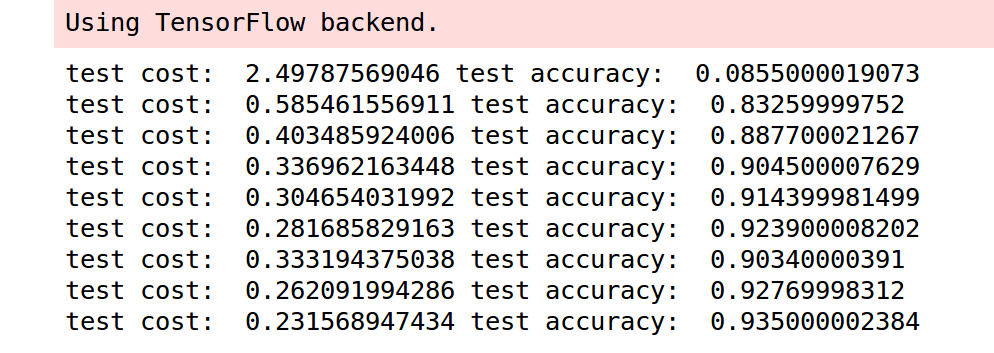 Using TensorFlow backend.
test cost:  2.49787569046 test accuracy:  0.0855000019073
test cost:  0.585461556911 test accuracy:  0.83259999752
test cost:  0.403485924006 test accuracy:  0.887700021267
test cost:  0.336962163448 test accuracy:  0.904500007629
test cost:  0.304654031992 test accuracy:  0.914399981499
test cost:  0.281685829163 test accuracy:  0.923900008202
test cost:  0.333194375038 test accuracy:  0.90340000391
test cost:  0.262091994286 test accuracy:  0.92769998312
test cost:  0.231568947434 test accuracy:  0.935000002384